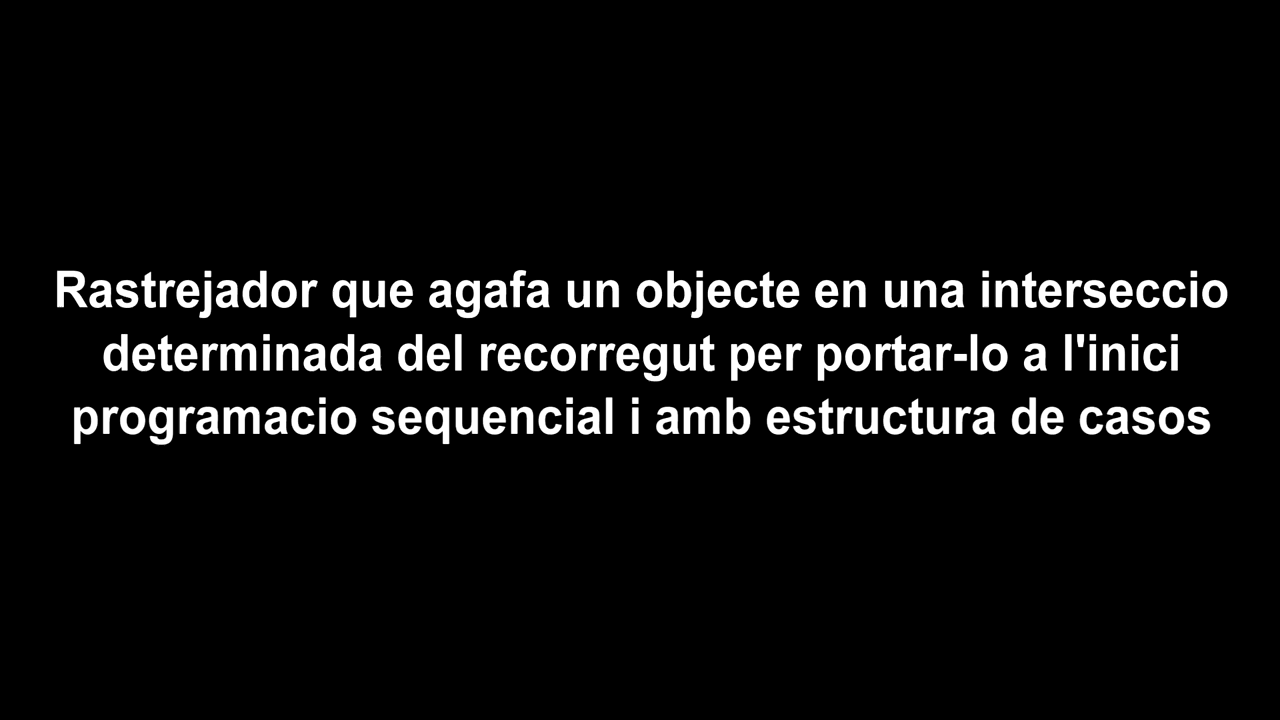 Rastrejador que agafa un objecte en una interseccio
determinada del recorregut per portar-lo a l'inici
programacio sequencial i amb estructura de casos